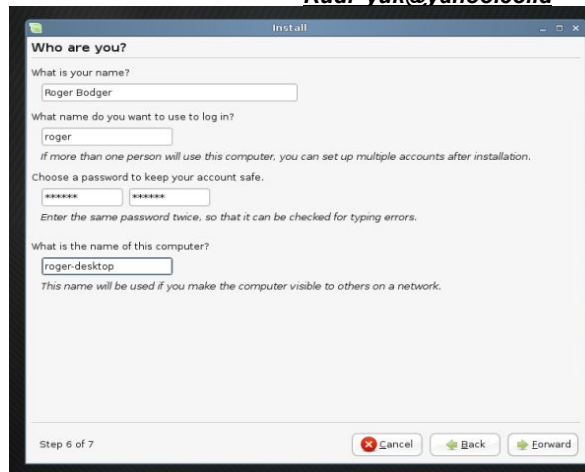 Install
Who are you?
What is your name?
Roger Bodger
What name do you want to use to log in?
roger
If more than one person will use this computer, you can set up multiple accounts after installation.
Choose a password to keep your account safe.
****** ******
Enter the same password twice, so that it can be checked for typing errors.
What is the name of this computer?
roger-desktop
This name will be used if you make the computer visible to others on a network.
Step 6 of 7
Cancel Back Forward